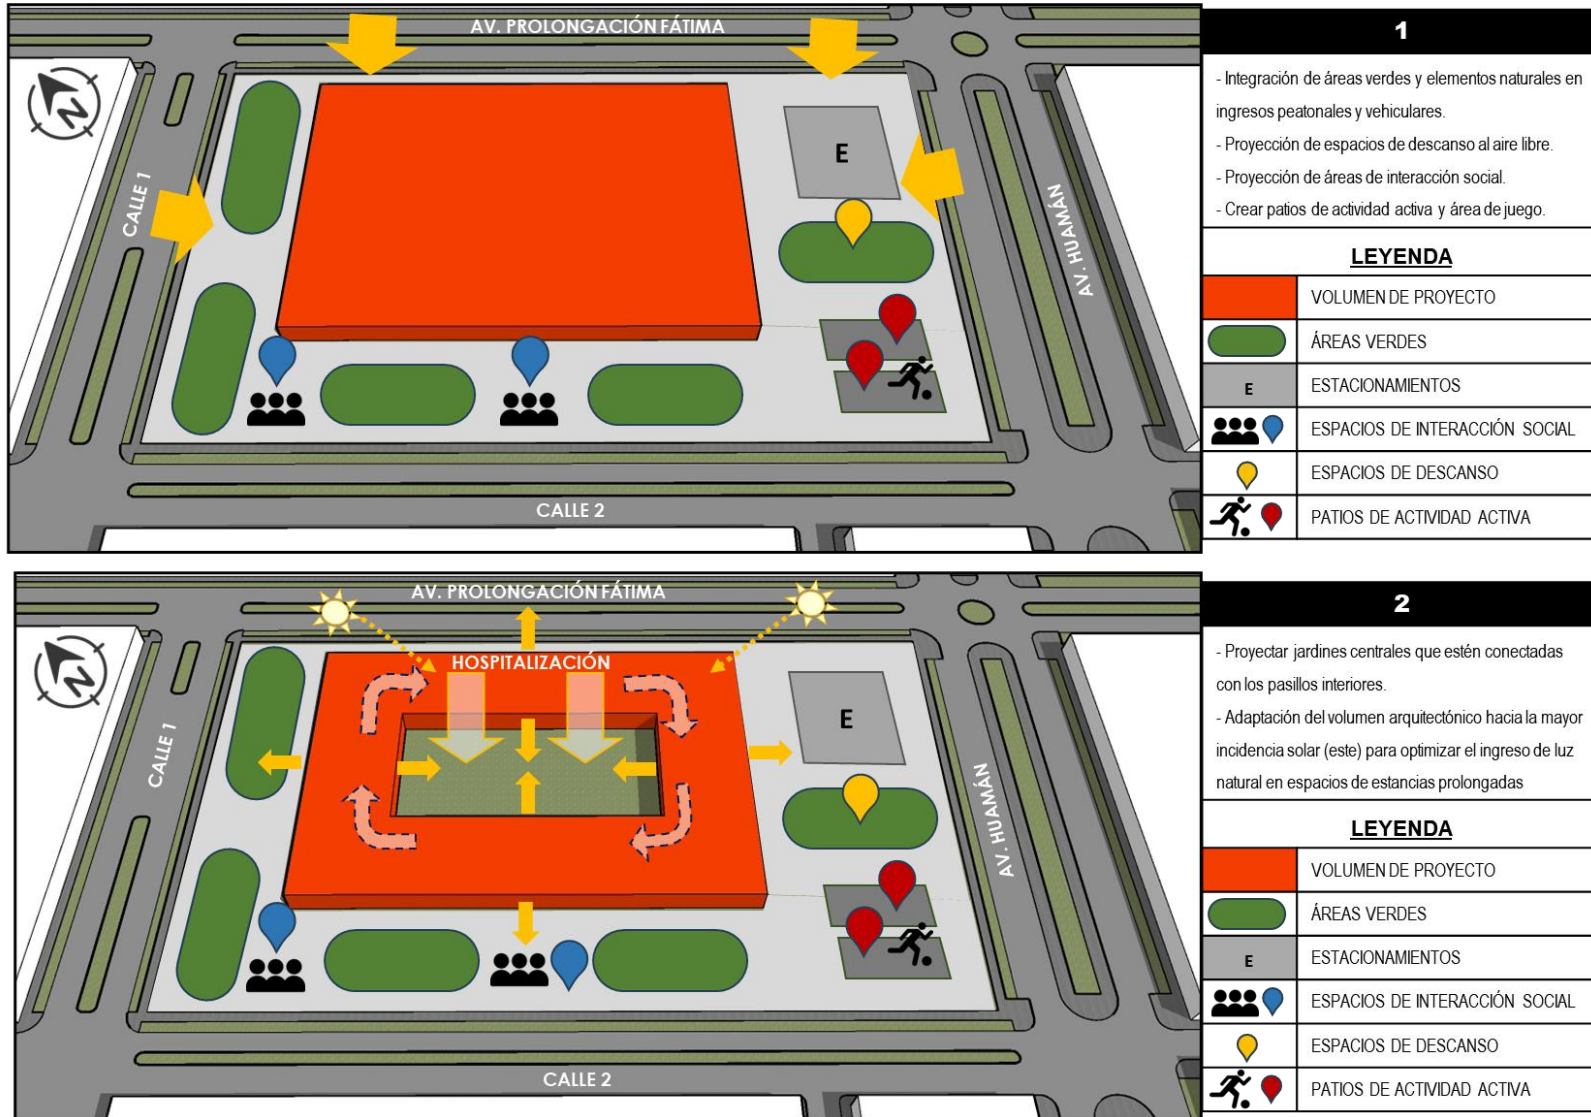 AV. PROLONGACIÓN FÁTIMA
N
E
CALLE 1
AV. HUAMÁN
CALLE 2
1
- Integración de áreas verdes y elementos naturales en
ingresos peatonales y vehiculares.
- Proyección de espacios de descanso al aire libre.
- Proyección de áreas de interacción social.
- Crear patios de actividad activa y área de juego.
LEYENDA
VOLUMEN DE PROYECTO
ÁREAS VERDES
E ESTACIONAMIENTOS
ESPACIOS DE INTERACCIÓN SOCIAL
ESPACIOS DE DESCANSO
PATIOS DE ACTIVIDAD ACTIVA
AV. PROLONGACIÓN FÁTIMA
N
HOSPITALIZACIÓN
E
CALLE 1
AV. HUAMÁN
CALLE 2
2
- Proyectar jardines centrales que estén conectadas
con los pasillos interiores.
- Adaptación del volumen arquitectónico hacia la mayor
incidencia solar (este) para optimizar el ingreso de luz
natural en espacios de estancias prolongadas
LEYENDA
VOLUMEN DE PROYECTO
ÁREAS VERDES
E ESTACIONAMIENTOS
ESPACIOS DE INTERACCIÓN SOCIAL
ESPACIOS DE DESCANSO
PATIOS DE ACTIVIDAD ACTIVA